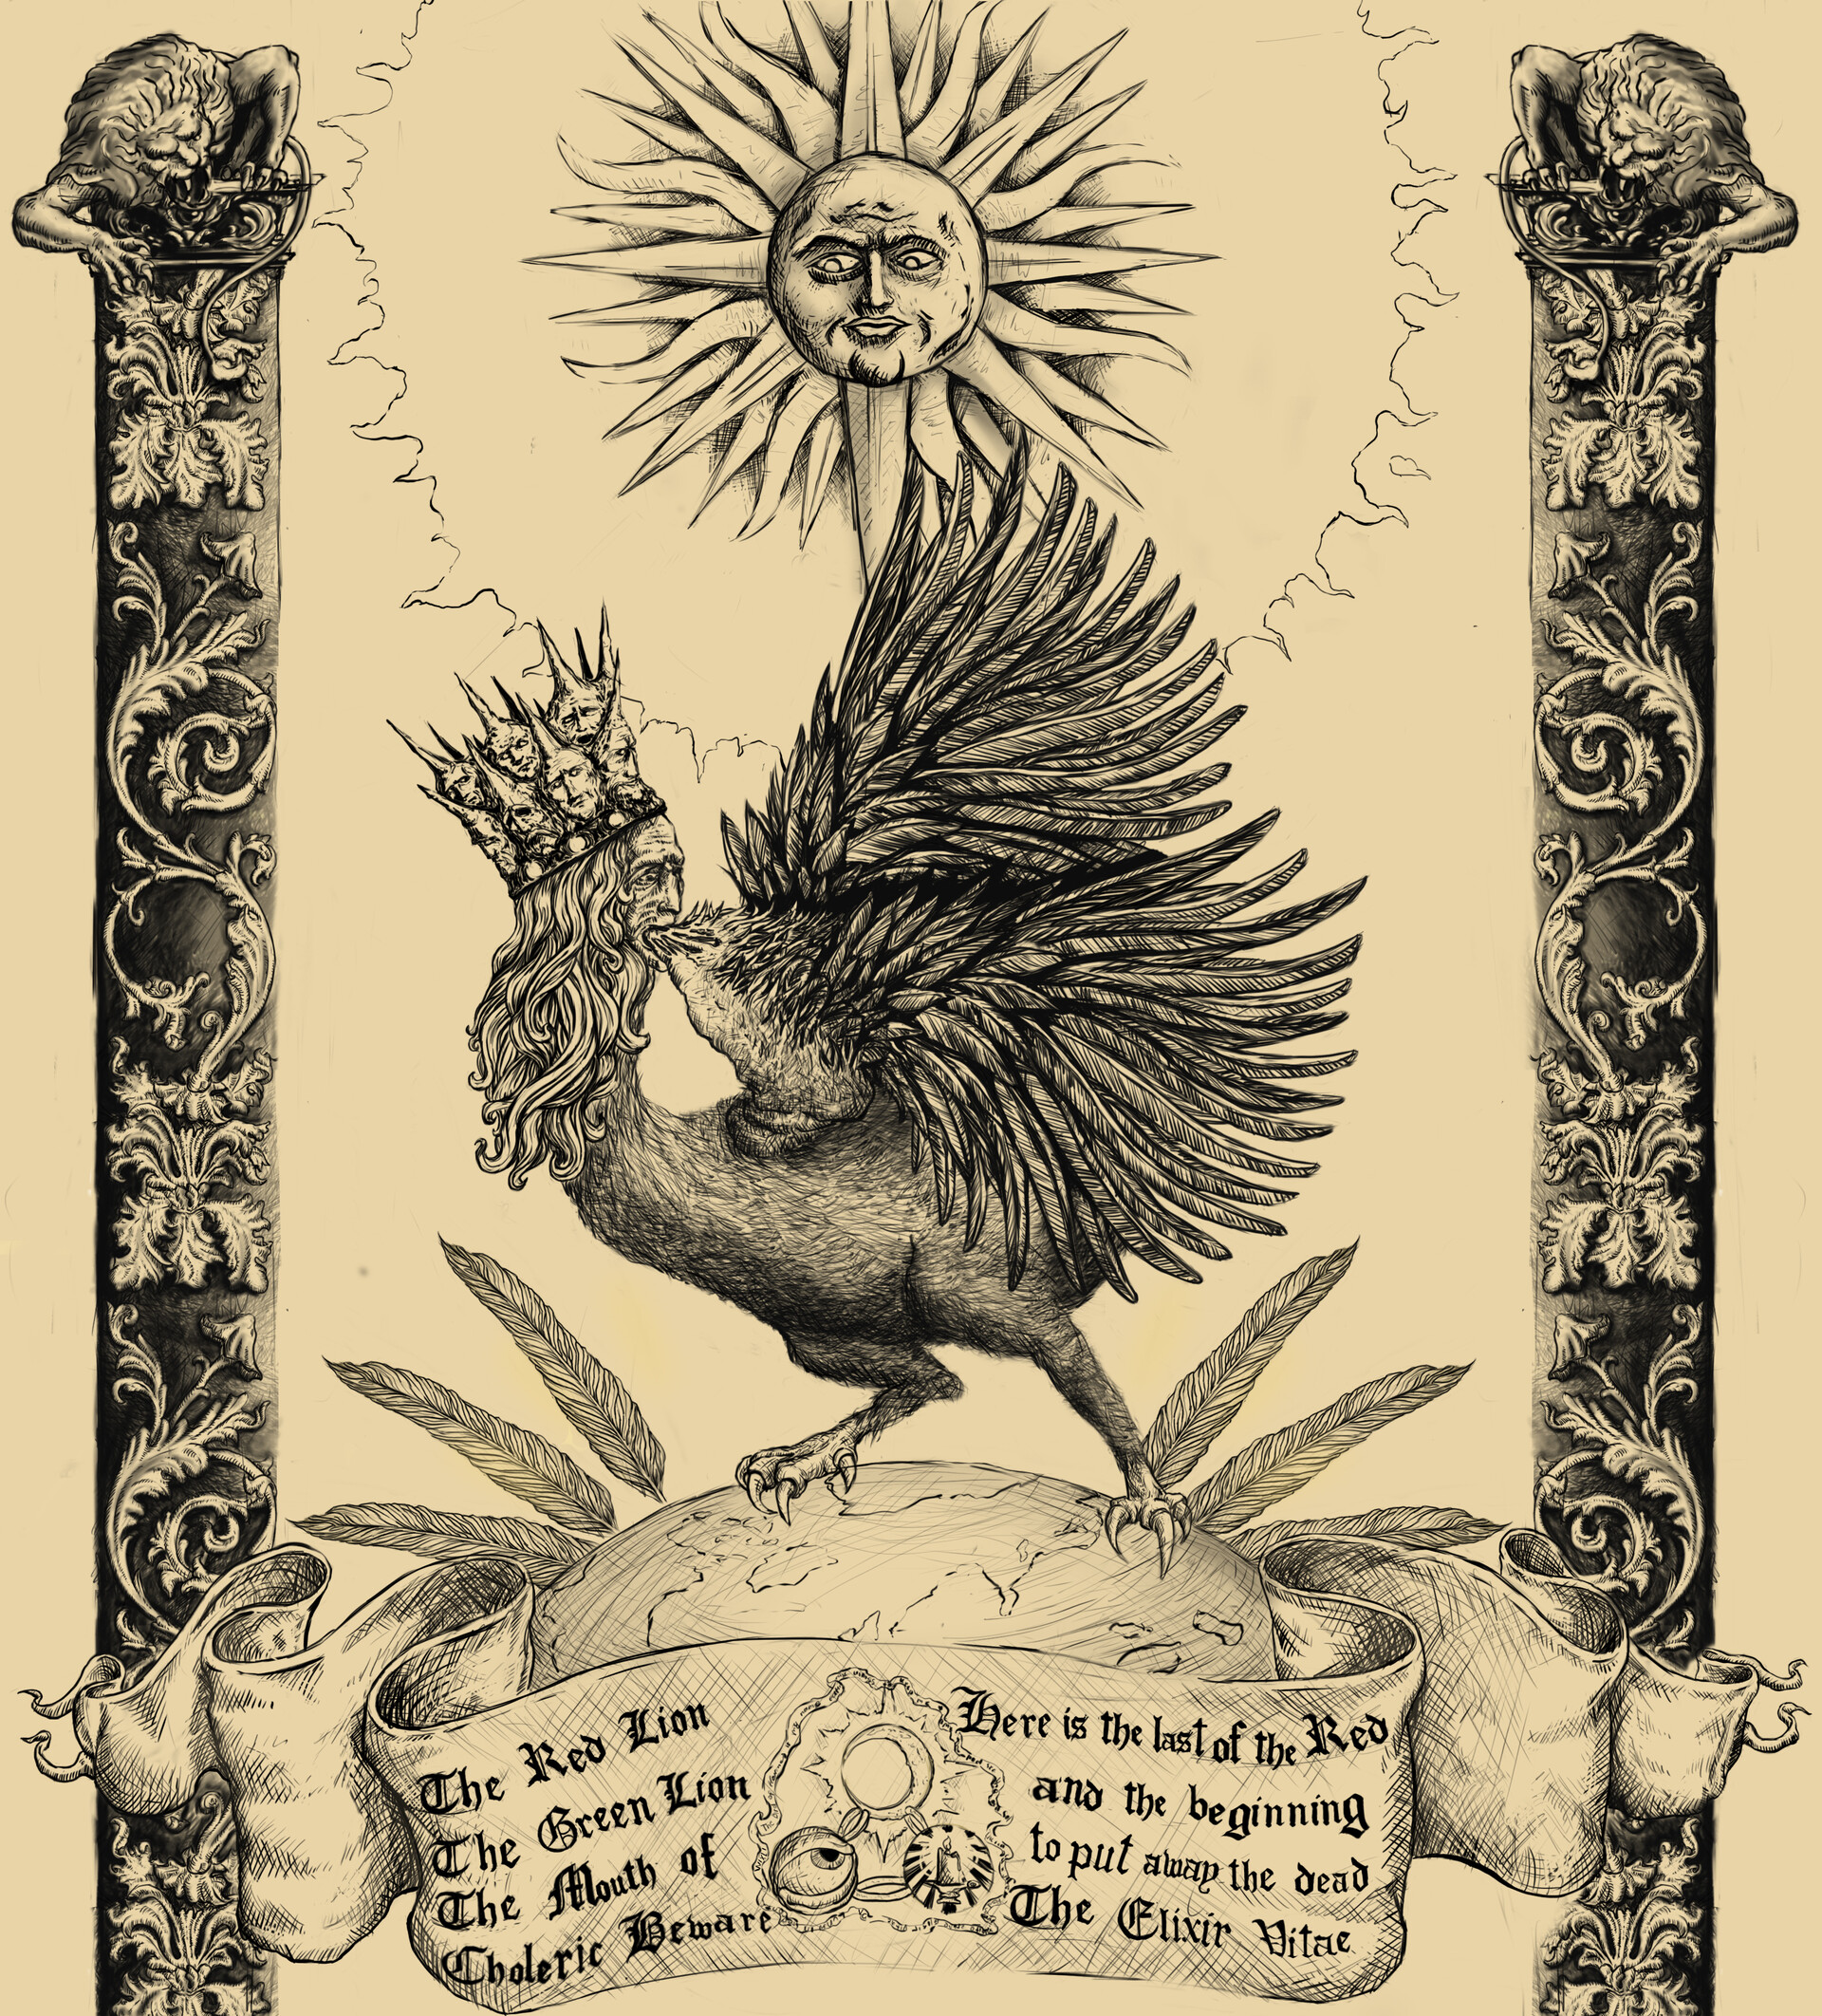 The Red Lion
The Green Lion
The Mouth of
Choleric Beware
Here is the last of the Red
and the beginning
to put away the dead
The Elixir Vitae